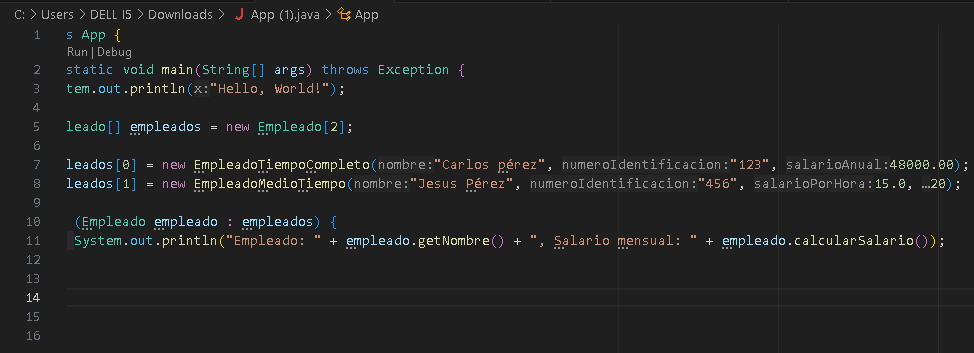 C: > Users > DELL I5 > Downloads > J App (1).java > App
1 s App {
Run | Debug
2 static void main(String[] args) throws Exception {
3 tem.out.println(x:"Hello, World!");
4
5 leado[] empleados = new Empleado[2];
6
7 leados[0] = new EmpleadoTiempoCompleto(nombre:"Carlos pérez", numeroIdentificacion:"123", salarioAnual:48000.00);
8 leados[1] = new EmpleadoMedioTiempo(nombre:"Jesus Pérez", numeroIdentificacion:"456", salarioPorHora:15.0, …20);
9
10 (Empleado empleado : empleados) {
11 System.out.println("Empleado: " + empleado.getNombre() + ", Salario mensual: " + empleado.calcularSalario());
12
13
14
15
16